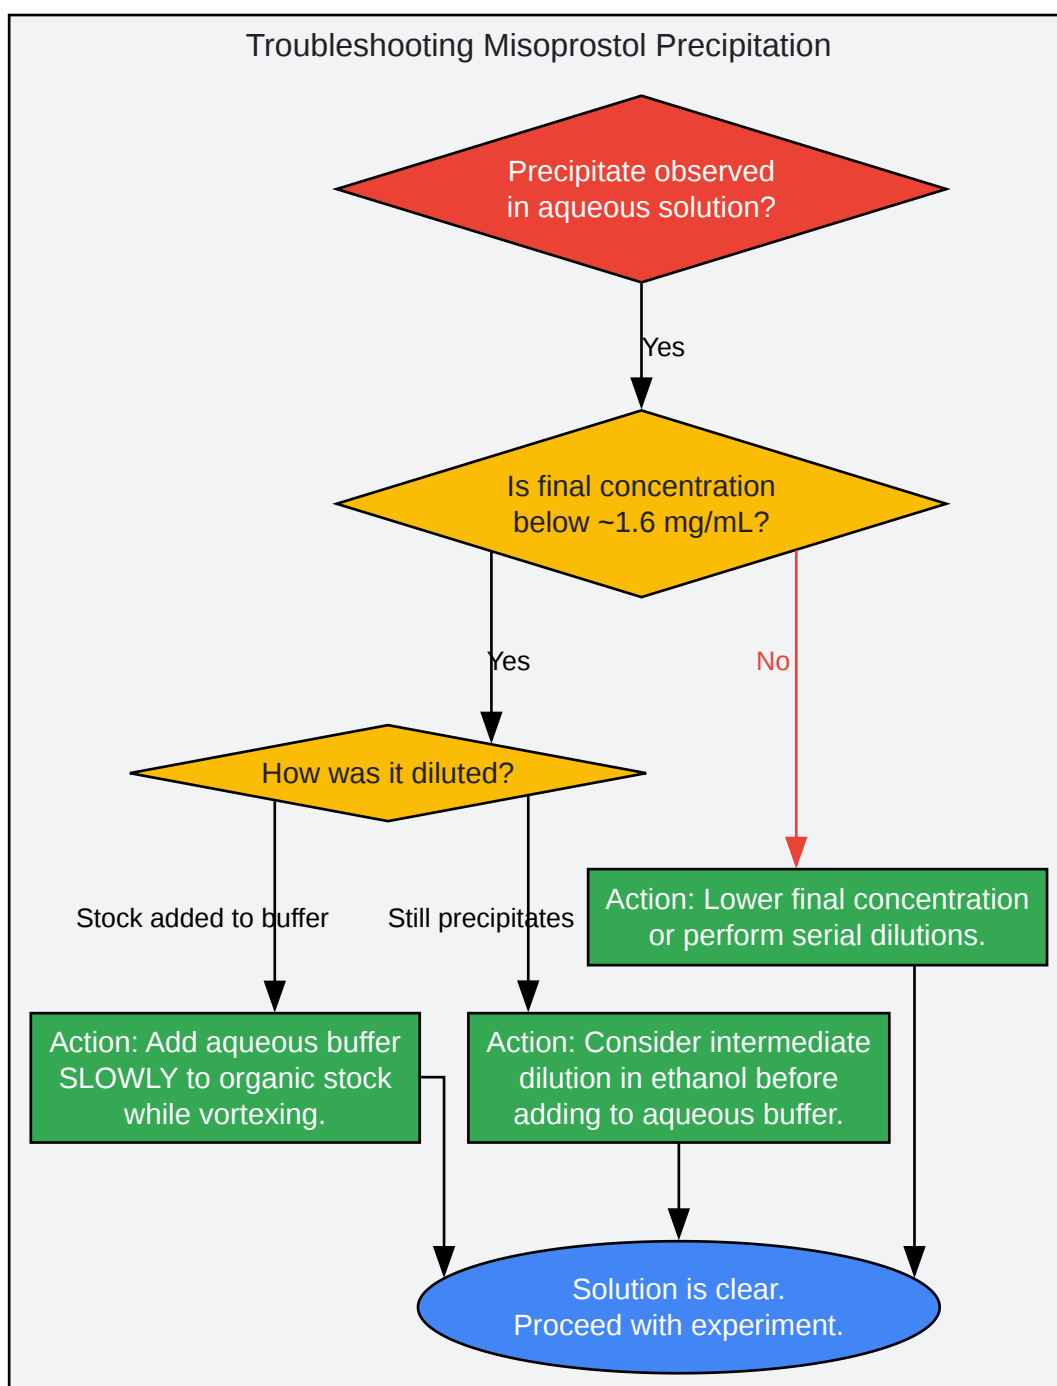 Troubleshooting Misoprostol Precipitation
Precipitate observed
in aqueous solution?
Yes
Is final concentration
below ~1.6 mg/mL?
Yes
No
How was it diluted?
Action: Lower final concentration
or perform serial dilutions.
Stock added to buffer
Still precipitates
Action: Add aqueous buffer
SLOWLY to organic stock
while vortexing.
Action: Consider intermediate
dilution in ethanol before
adding to aqueous buffer.
Solution is clear.
Proceed with experiment.